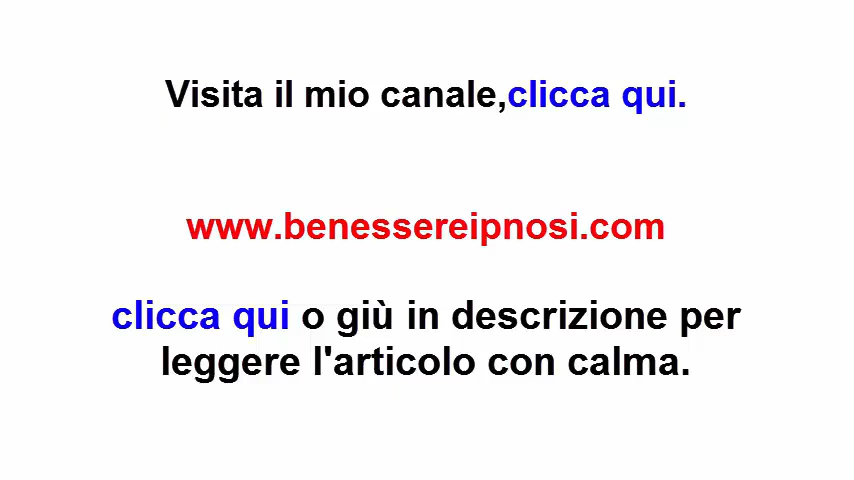 Visita il mio canale,clicca qui.
www.benessereipnosi.com
clicca qui o giù in descrizione per
leggere l'articolo con calma.